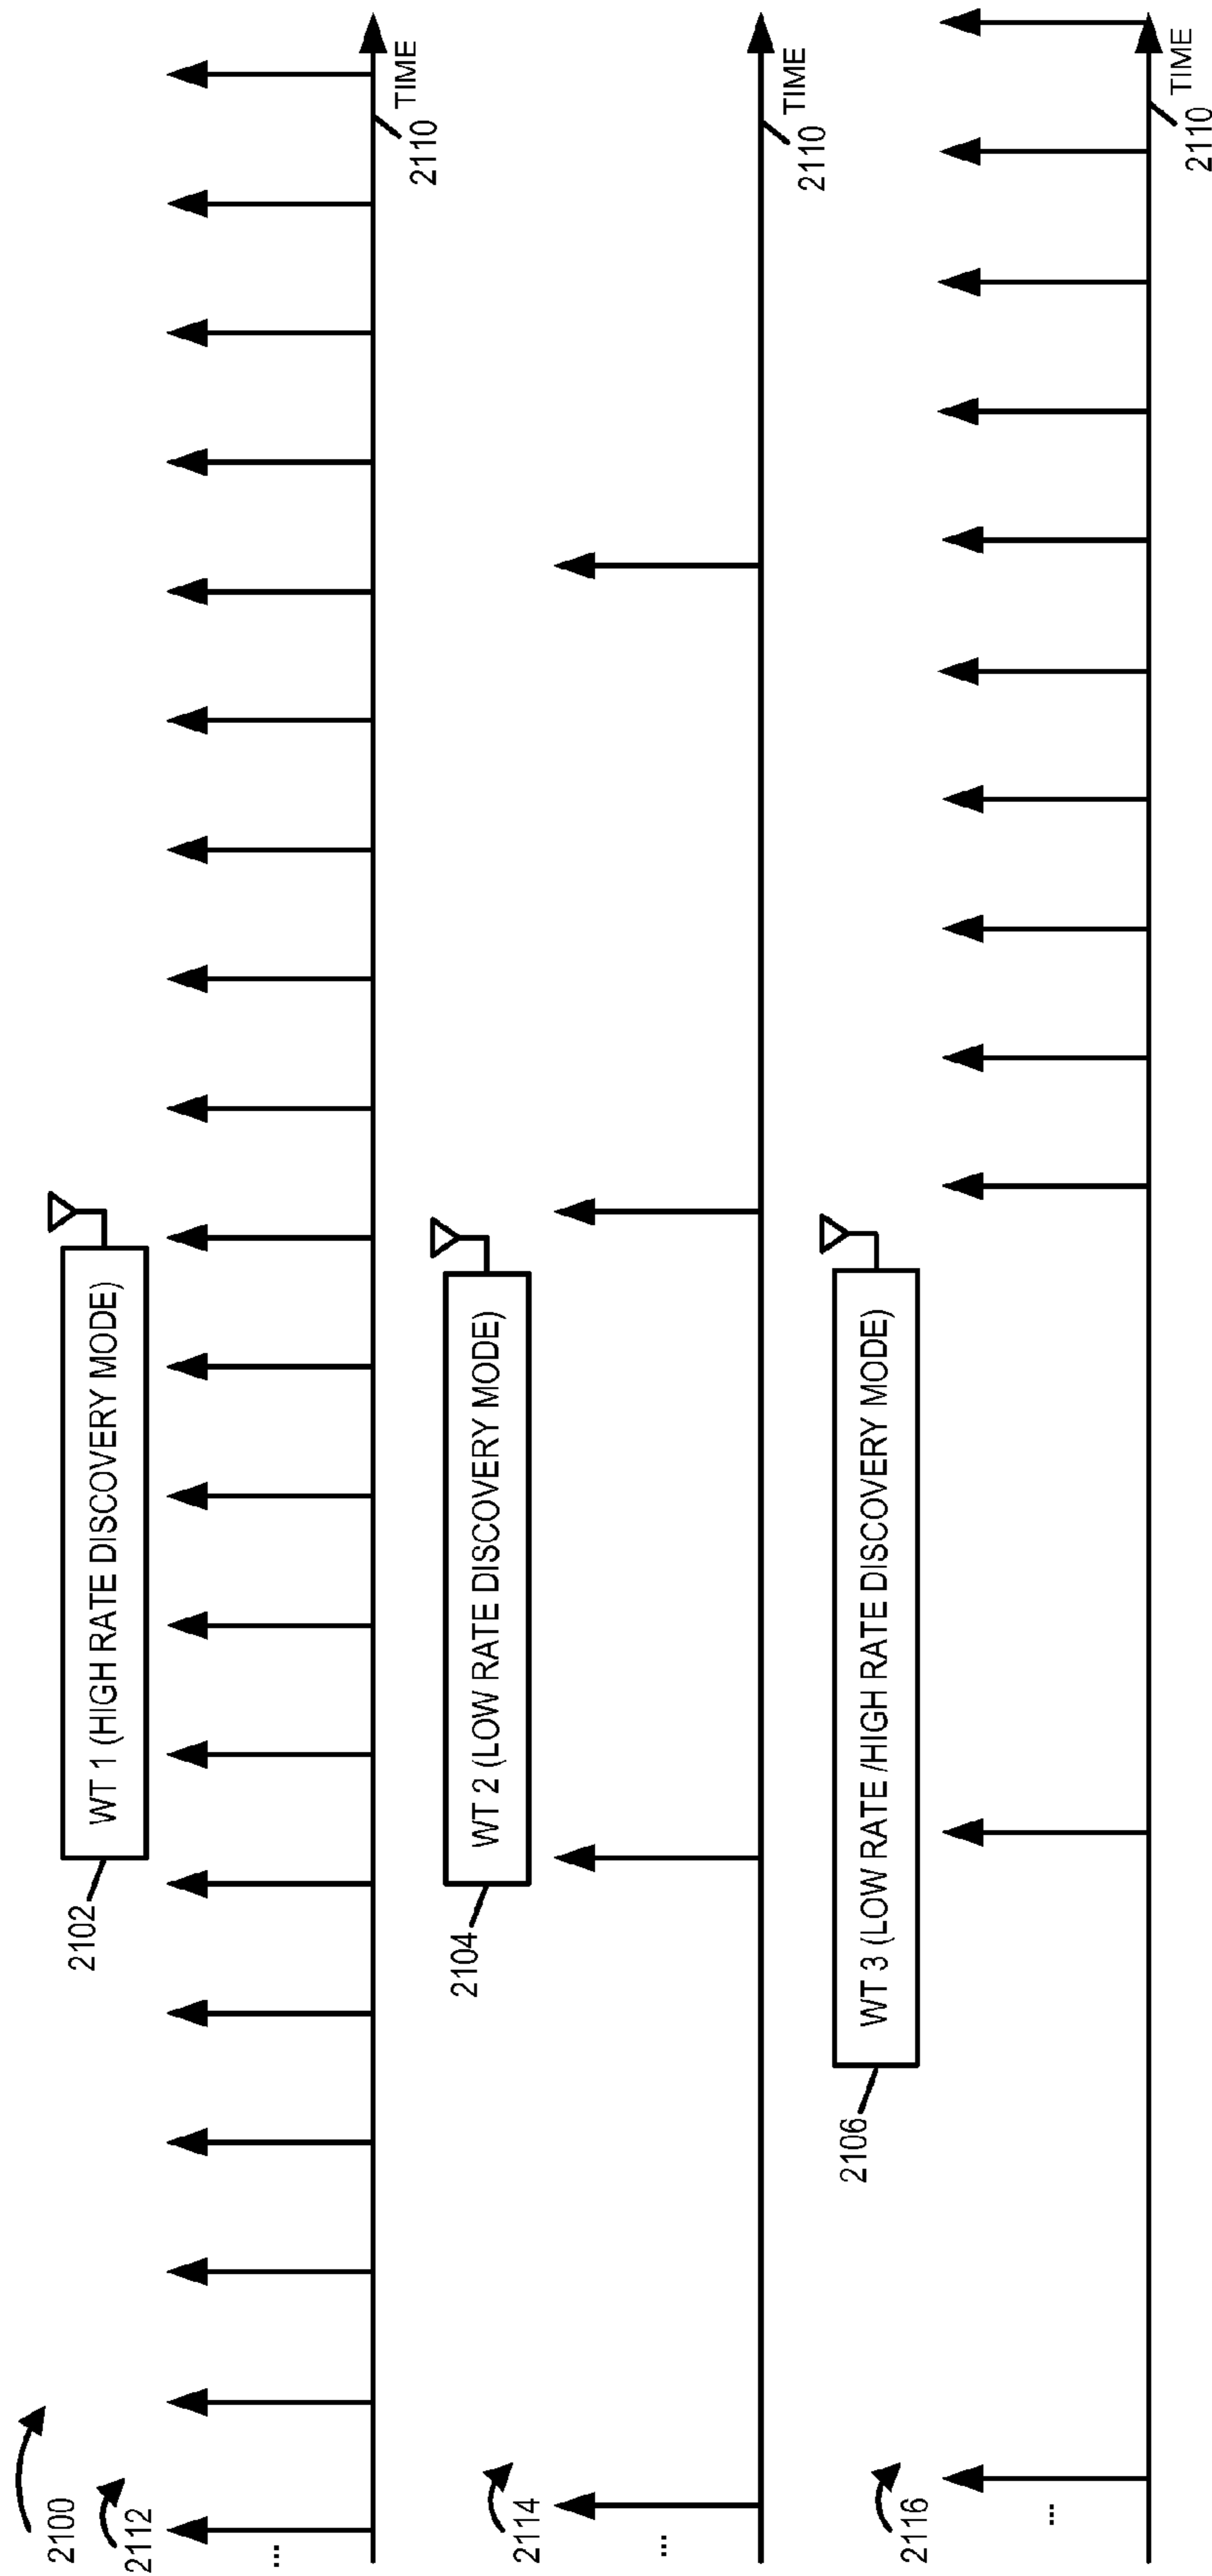 2100
2112
2102
WT 1 (HIGH RATE DISCOVERY MODE)
...
TIME
2110
2114
2104
WT 2 (LOW RATE DISCOVERY MODE)
...
TIME
2110
2116
2106
WT 3 (LOW RATE /HIGH RATE DISCOVERY MODE)
...
TIME
2110